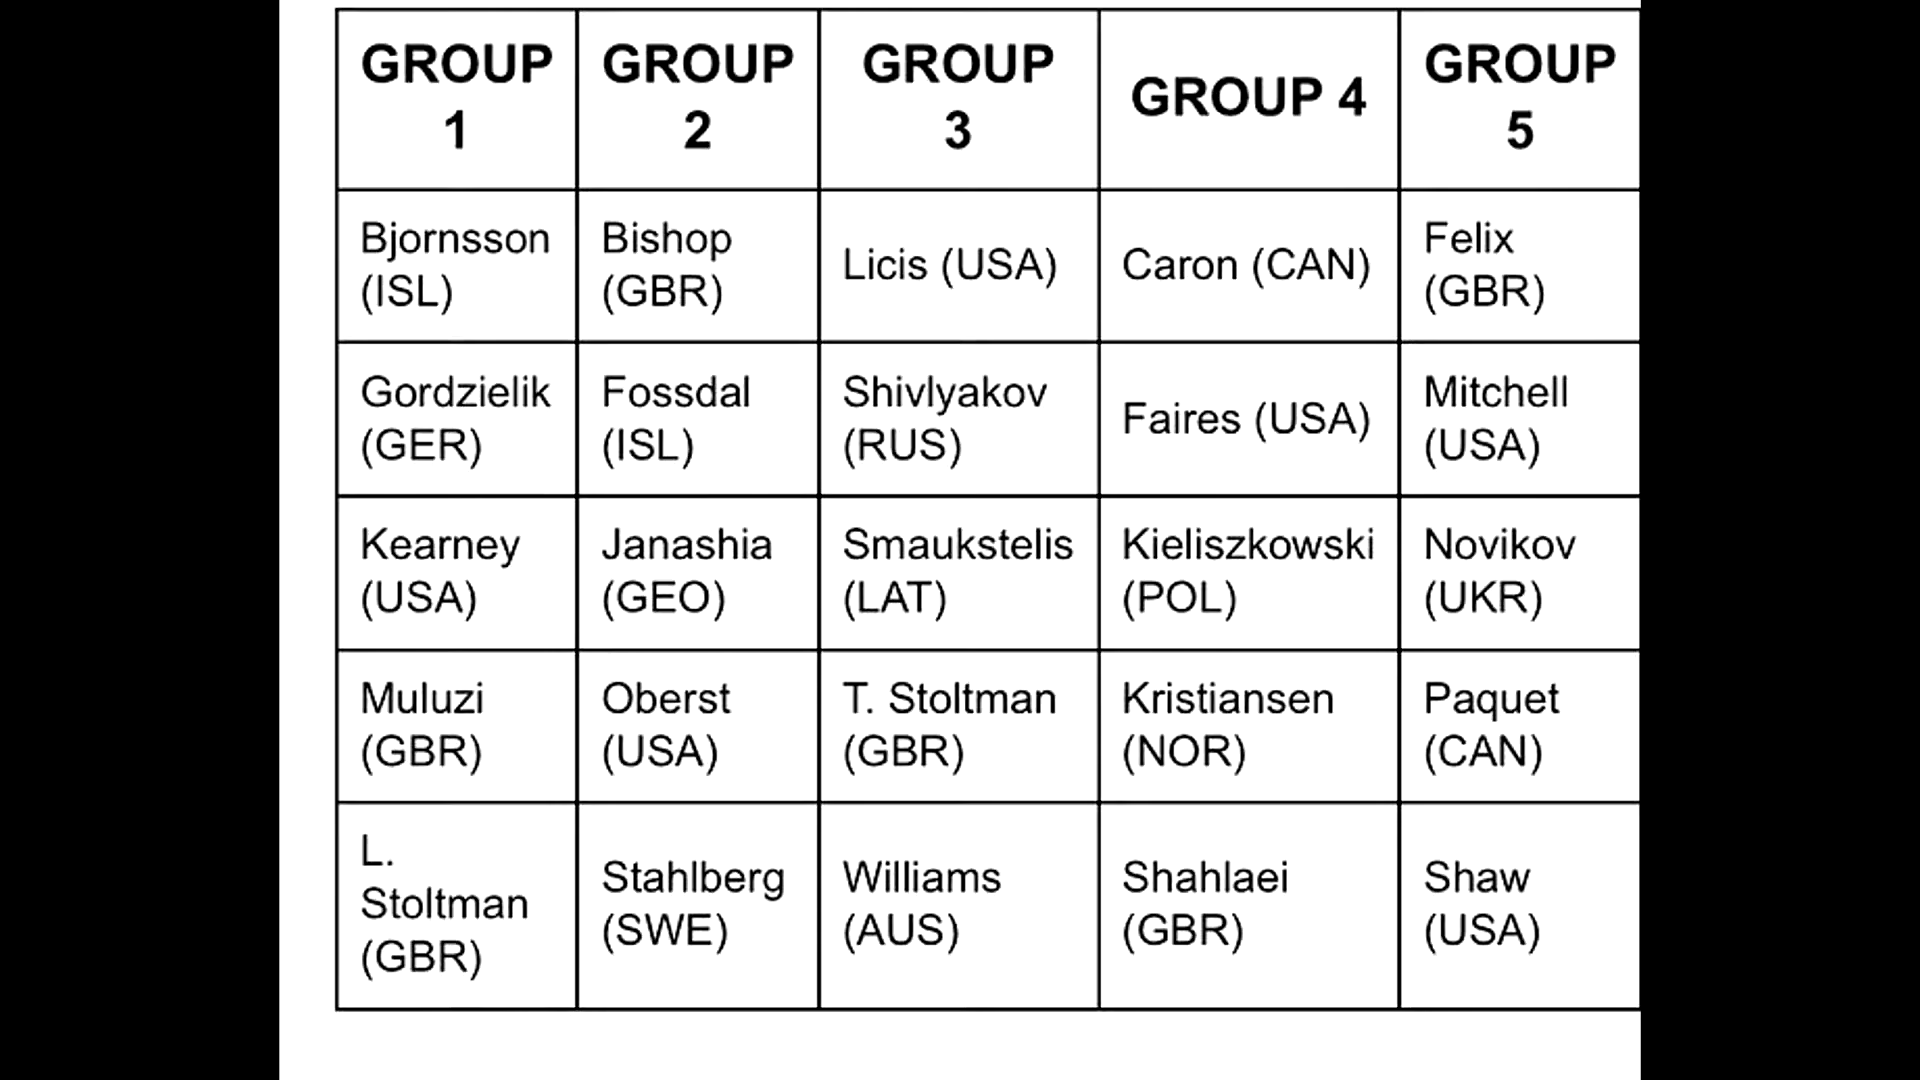 GROUP
1
GROUP
2
GROUP
3
GROUP 4
GROUP
5
Bjornsson
(ISL)
Bishop
(GBR)
Licis (USA)
Caron (CAN)
Felix
(GBR)
Gordzielik
(GER)
Fossdal
(ISL)
Shivlyakov
(RUS)
Faires (USA)
Mitchell
(USA)
Kearney
(USA)
Janashia
(GEO)
Smaukstelis
(LAT)
Kieliszkowski
(POL)
Novikov
(UKR)
Muluzi
(GBR)
Oberst
(USA)
T. Stoltman
(GBR)
Kristiansen
(NOR)
Paquet
(CAN)
L.
Stoltman
(GBR)
Stahlberg
(SWE)
Williams
(AUS)
Shahlaei
(GBR)
Shaw
(USA)